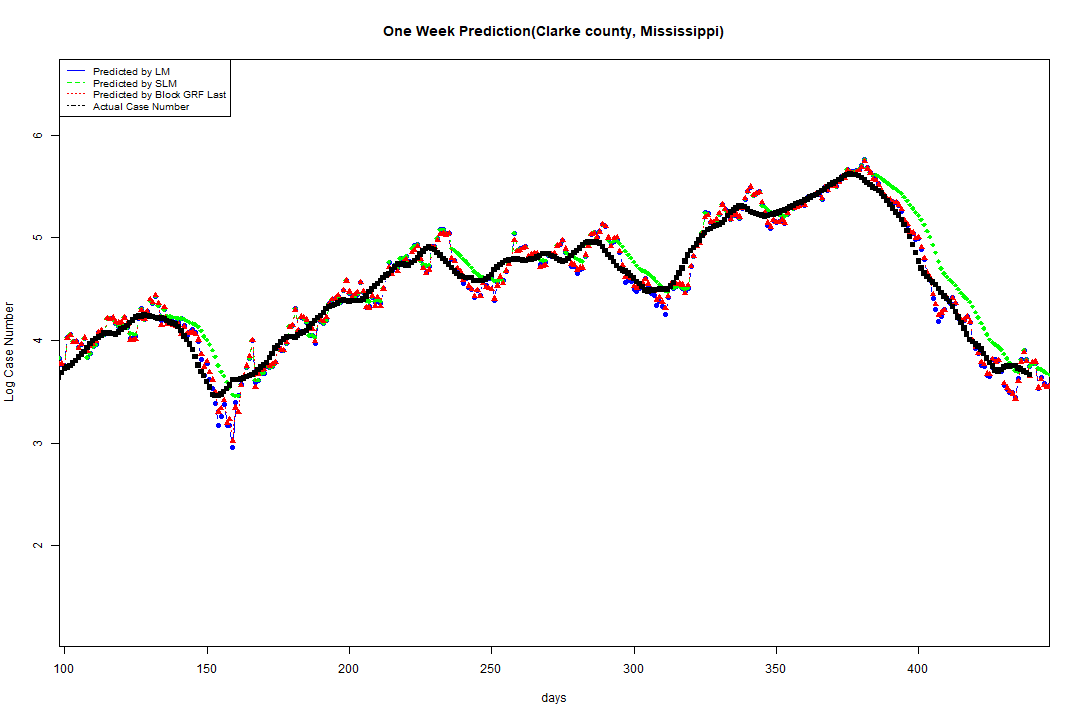 One Week Prediction(Clarke county, Mississippi)
Predicted by LM
Predicted by SLM
Predicted by Block GRF Last
Actual Case Number
6
5
4
3
2
Log Case Number
100 150 200 250 300 350 400
days